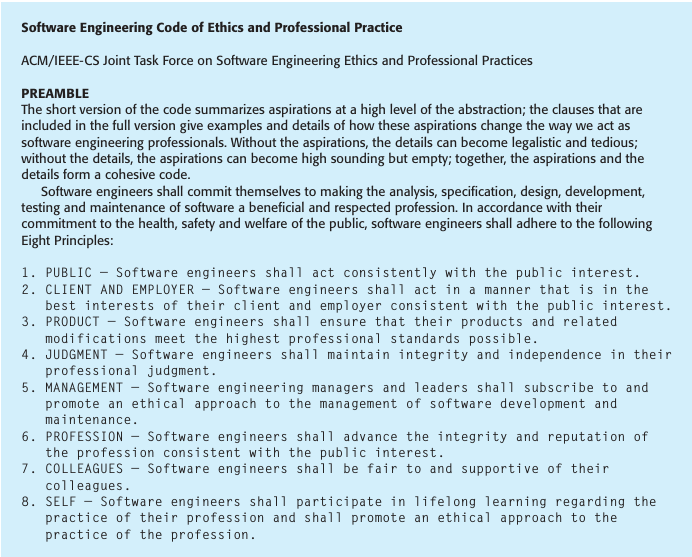 Software Engineering Code of Ethics and Professional Practice
ACM/IEEE-CS Joint Task Force on Software Engineering Ethics and Professional Practices
PREAMBLE
The short version of the code summarizes aspirations at a high level of the abstraction; the clauses that are
included in the full version give examples and details of how these aspirations change the way we act as
software engineering professionals. Without the aspirations, the details can become legalistic and tedious;
without the details, the aspirations can become high sounding but empty; together, the aspirations and the
details form a cohesive code.
Software engineers shall commit themselves to making the analysis, specification, design, development,
testing and maintenance of software a beneficial and respected profession. In accordance with their
commitment to the health, safety and welfare of the public, software engineers shall adhere to the following
Eight Principles:
1. PUBLIC — Software engineers shall act consistently with the public interest.
2. CLIENT AND EMPLOYER — Software engineers shall act in a manner that is in the
best interests of their client and employer consistent with the public interest.
3. PRODUCT — Software engineers shall ensure that their products and related
modifications meet the highest professional standards possible.
4. JUDGMENT — Software engineers shall maintain integrity and independence in their
professional judgment.
5. MANAGEMENT — Software engineering managers and leaders shall subscribe to and
promote an ethical approach to the management of software development and
maintenance.
6. PROFESSION — Software engineers shall advance the integrity and reputation of
the profession consistent with the public interest.
7. COLLEAGUES — Software engineers shall be fair to and supportive of their
colleagues.
8. SELF — Software engineers shall participate in lifelong learning regarding the
practice of their profession and shall promote an ethical approach to the
practice of the profession.